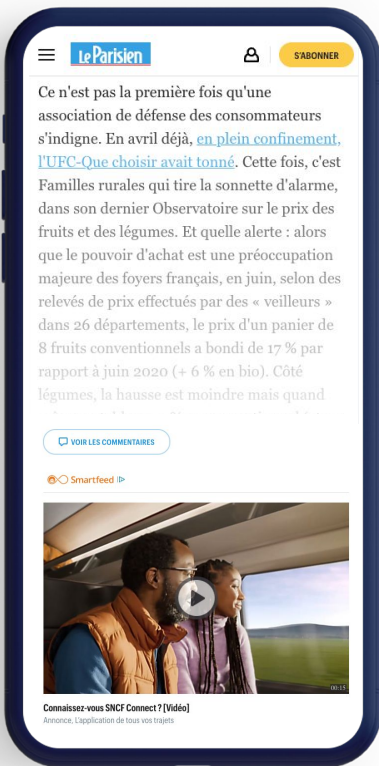 Le Parisien
S'ABONNER
Ce n'est pas la première fois qu'une
association de défense des consommateurs
s'indigne. En avril déjà, en plein confinement,
l'UFC-Que choisir avait tonné. Cette fois, c'est
Familles rurales qui tire la sonnette d'alarme,
dans son dernier Observatoire sur le prix des
fruits et des légumes. Et quelle alerte : alors
que le pouvoir d'achat est une préoccupation
majeure des foyers français, en juin, selon des
relevés de prix effectués par des « veilleurs »
dans 26 départements, le prix d'un panier de
8 fruits conventionnels a bondi de 17 % par
rapport à juin 2020 (+ 6 % en bio). Côté
légumes, la hausse est moindre mais quand
VOIR LES COMMENTAIRES
Smartfeed
00:15
Connaissez-vous SNCF Connect ? [Vidéo]
Annonce. L'application de tous vos trajets